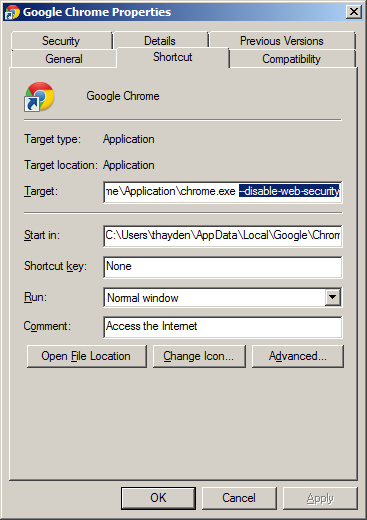 Google Chrome Properties
Security Details Previous Versions
General Shortcut Compatibility
Google Chrome
Target type: Application
Target location: Application
Target: me\Application\chrome.exe --disable-web-security
Start in: C:\Users\thayden\AppData\Local\Google\Chrom
Shortcut key: None
Run: Normal window
Comment: Access the Internet
Open File Location Change Icon... Advanced...
OK Cancel Apply